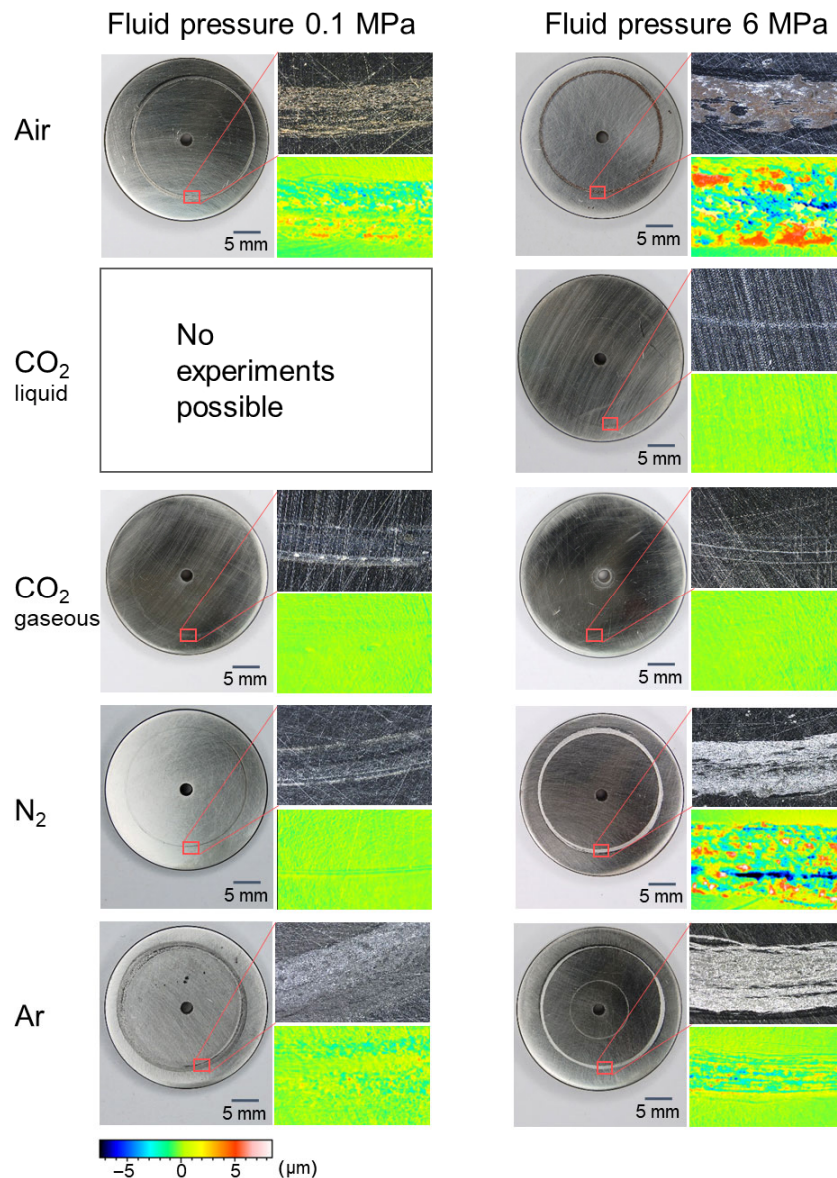 Fluid pressure 0.1 MPa
Fluid pressure 6 MPa
Air
5 mm
5 mm
No
experiments
possible
CO₂
liquid
5 mm
CO₂
gaseous
5 mm
5 mm
N₂
5 mm
5 mm
Ar
5 mm
5 mm
−5 0 5 (μm)